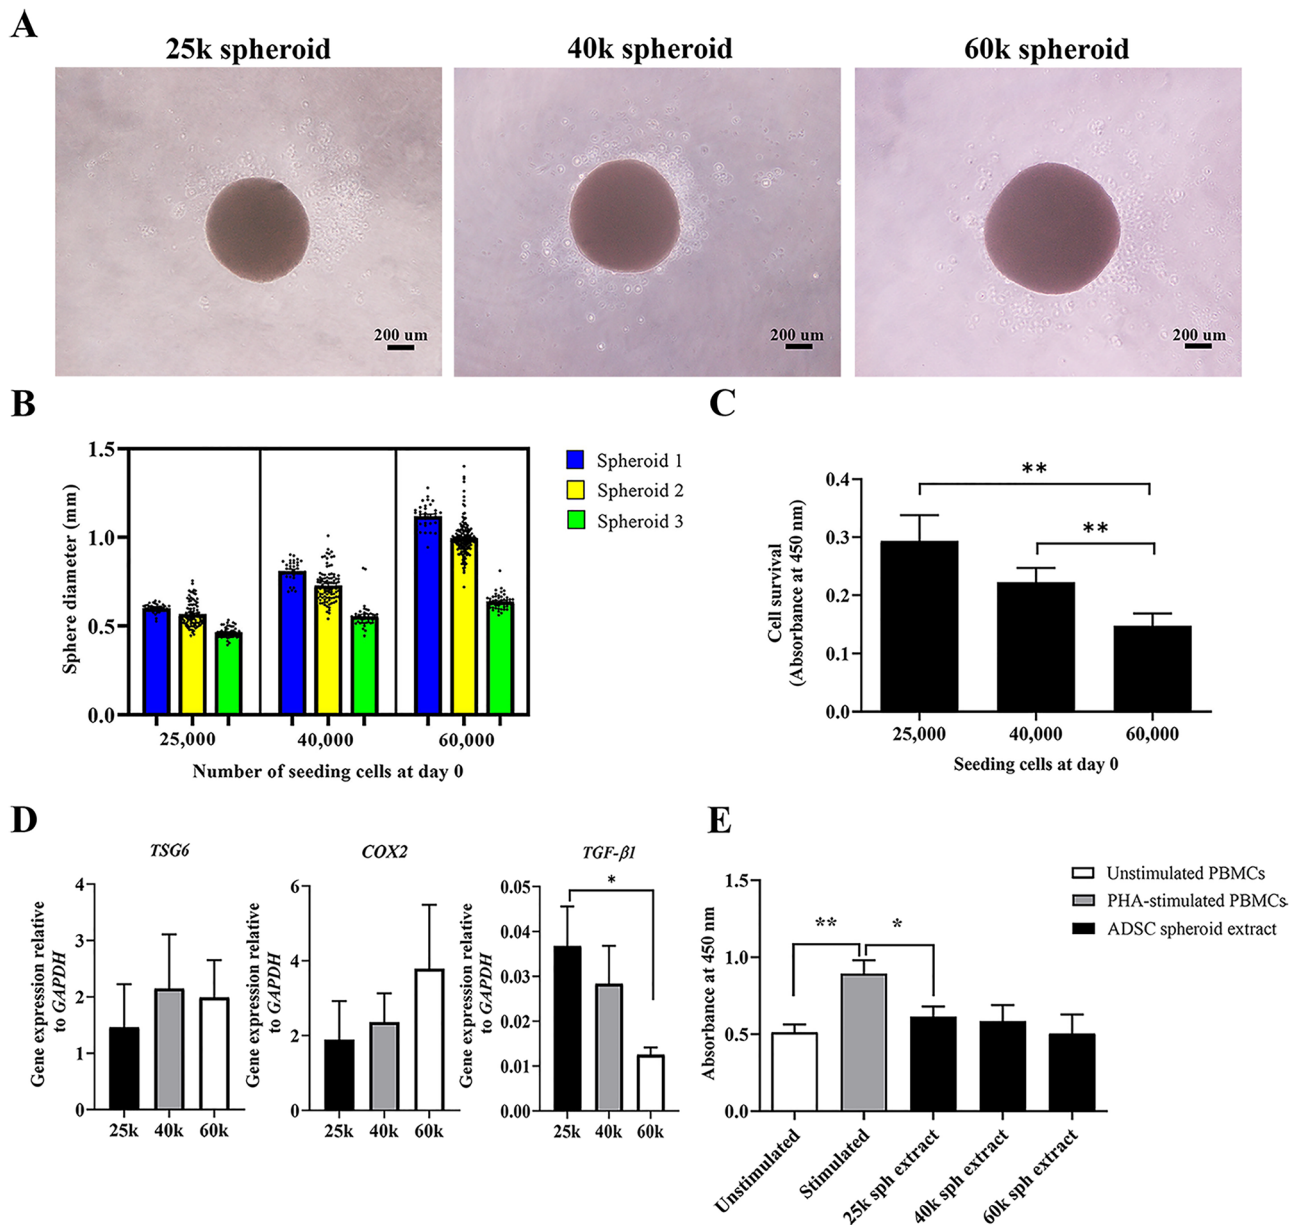 A
25k spheroid
40k spheroid
60k spheroid
200 um
200 um
200 um
B
1.5
1.0
0.5
0.0
Sphere diameter (mm)
25,000
40,000
60,000
Number of seeding cells at day 0
Spheroid 1
Spheroid 2
Spheroid 3
C
0.4
0.3
0.2
0.1
0.0
Cell survival
(Absorbance at 450 nm)
**
**
25,000
40,000
60,000
Seeding cells at day 0
D
TSG6
Gene expression relative
to GAPDH
4
3
2
1
0
25k
40k
60k
COX2
Gene expression relative
to GAPDH
6
4
2
0
25k
40k
60k
TGF-β1
Gene expression relative
to GAPDH
0.05
0.04
0.03
0.02
0.01
0.00
*
25k
40k
60k
E
Absorbance at 450 nm
1.5
1.0
0.5
0.0
**
*
Unstimulated
Stimulated
25k sph extract
40k sph extract
60k sph extract
Unstimulated PBMCs
PHA-stimulated PBMCs
ADSC spheroid extract